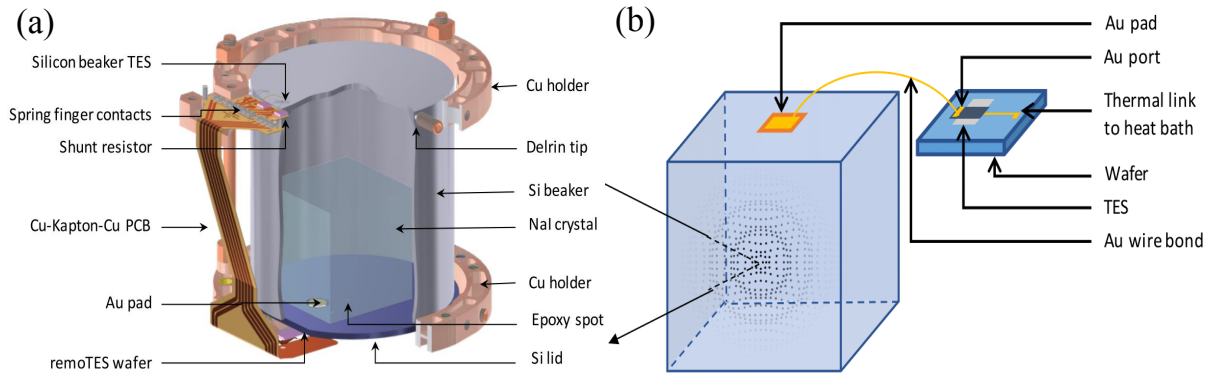 (a)
Silicon beaker TES
Spring finger contacts
Shunt resistor
Cu-Kapton-Cu PCB
Au pad
remoTES wafer
Cu holder
Delrin tip
Si beaker
NaI crystal
Cu holder
Epoxy spot
Si lid
(b)
Au pad
Au port
Thermal link
to heat bath
Wafer
TES
Au wire bond